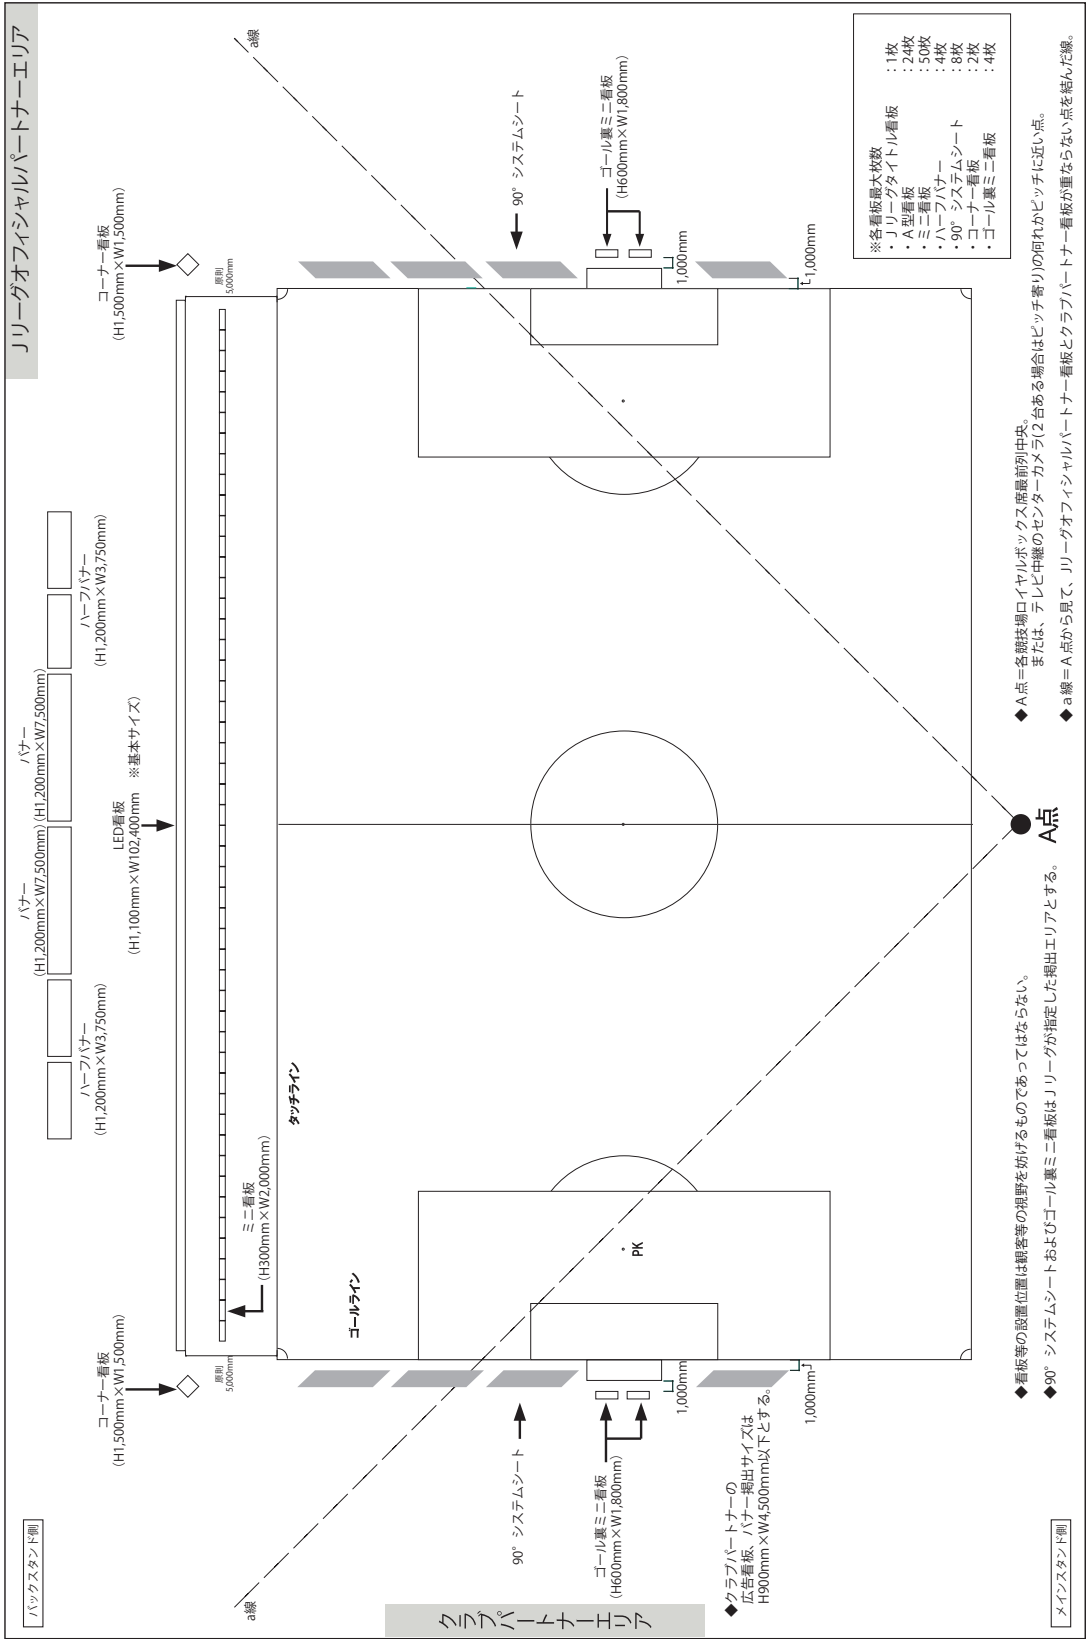 Jリーグオフィシャルパートナーエリア
バックスタンド側
バナー
(H1,200mm×W7,500mm)
バナー
(H1,200mm×W7,500mm)
ハーフバナー
(H1,200mm×W3,750mm)
ハーフバナー
(H1,200mm×W3,750mm)
コーナー看板
(H1,500mm×W1,500mm)
LED看板
(H1,100mm×W102,400mm ※基本サイズ)
コーナー看板
(H1,500mm×W1,500mm)
原則
5,000mm
原則
5,000mm
a線
a線
ミニ看板
(H300mm×W2,000mm)
タッチライン
ゴールライン
PK
90°システムシート
90°システムシート
ゴール裏ミニ看板
(H600mm×W1,800mm)
ゴール裏ミニ看板
(H600mm×W1,800mm)
1,000mm
1,000mm
1,000mm
1,000mm
クラブパートナーエリア
◆クラブパートナーの
広告看板、バナー掲出サイズは
H900mm×W4,500mm以下とする。
※各看板最大枚数
・Jリーグタイトル看板 :1枚
・A型看板 :24枚
・ミニ看板 :50枚
・ハーフバナー :4枚
・90°システムシート :8枚
・コーナー看板 :2枚
・ゴール裏ミニ看板 :4枚
A点
メインスタンド側
◆看板等の設置位置は観客等の視野を妨げるものであってはならない。
◆90°システムシートおよびゴール裏ミニ看板はJリーグが指定した掲出エリアとする。
◆A点=各競技場ロイヤルボックス席最前列中央。
または、テレビ中継のセンターカメラ(2台ある場合はピッチ寄り)の何れかピッチに近い点。
◆a線=A点から見て、Jリーグオフィシャルパートナー看板とクラブパートナー看板が重ならない点を結んだ線。